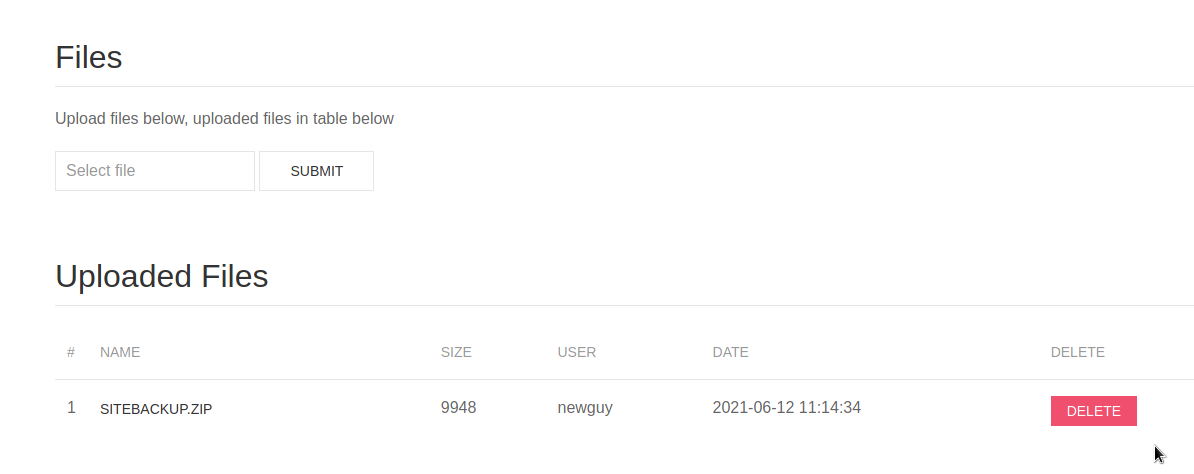 Files
Upload files below, uploaded files in table below
Select file SUBMIT
Uploaded Files
# NAME SIZE USER DATE DELETE
1 SITEBACKUP.ZIP 9948 newguy 2021-06-12 11:14:34 DELETE